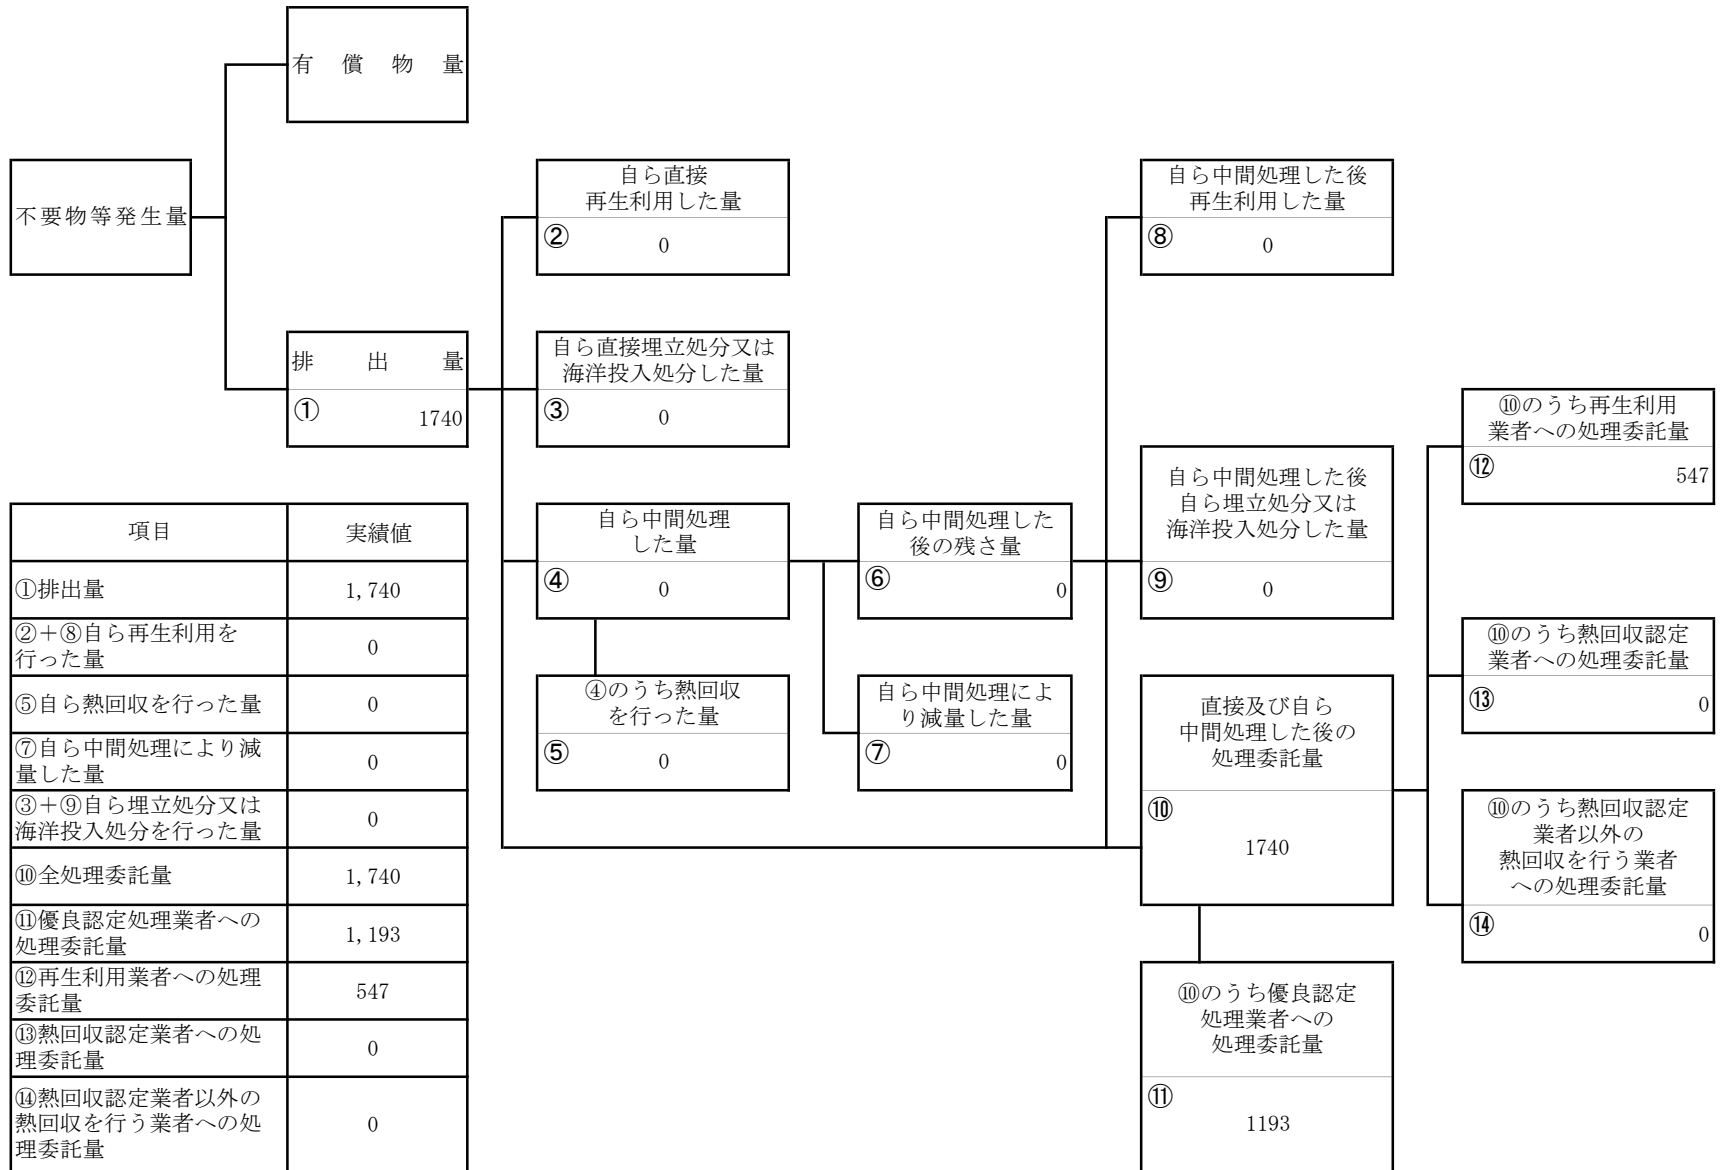 有償物量
不要物等発生量
自ら直接
再生利用した量
② 0
自ら中間処理した後
再生利用した量
⑧ 0
排出量
① 1740
自ら直接埋立処分又は
海洋投入処分した量
③ 0
⑩のうち再生利用
業者への処理委託量
⑫ 547
自ら中間処理
した量
④ 0
自ら中間処理した
後の残さ量
⑥ 0
自ら中間処理した後
自ら埋立処分又は
海洋投入処分した量
⑨ 0
⑩のうち熱回収認定
業者への処理委託量
⑬ 0
④のうち熱回収
を行った量
⑤ 0
自ら中間処理によ
り減量した量
⑦ 0
直接及び自ら
中間処理した後の
処理委託量
⑩
1740
⑩のうち熱回収認定
業者以外の
熱回収を行う業者
への処理委託量
⑭ 0
⑩のうち優良認定
処理業者への
処理委託量
⑪
1193
項目 実績値
①排出量 1,740
②＋⑧自ら再生利用を
行った量 0
⑤自ら熱回収を行った量 0
⑦自ら中間処理により減
量した量 0
③＋⑨自ら埋立処分又は
海洋投入処分を行った量 0
⑩全処理委託量 1,740
⑪優良認定処理業者への
処理委託量 1,193
⑫再生利用業者への処理
委託量 547
⑬熱回収認定業者への処
理委託量 0
⑭熱回収認定業者以外の
熱回収を行う業者への処
理委託量 0